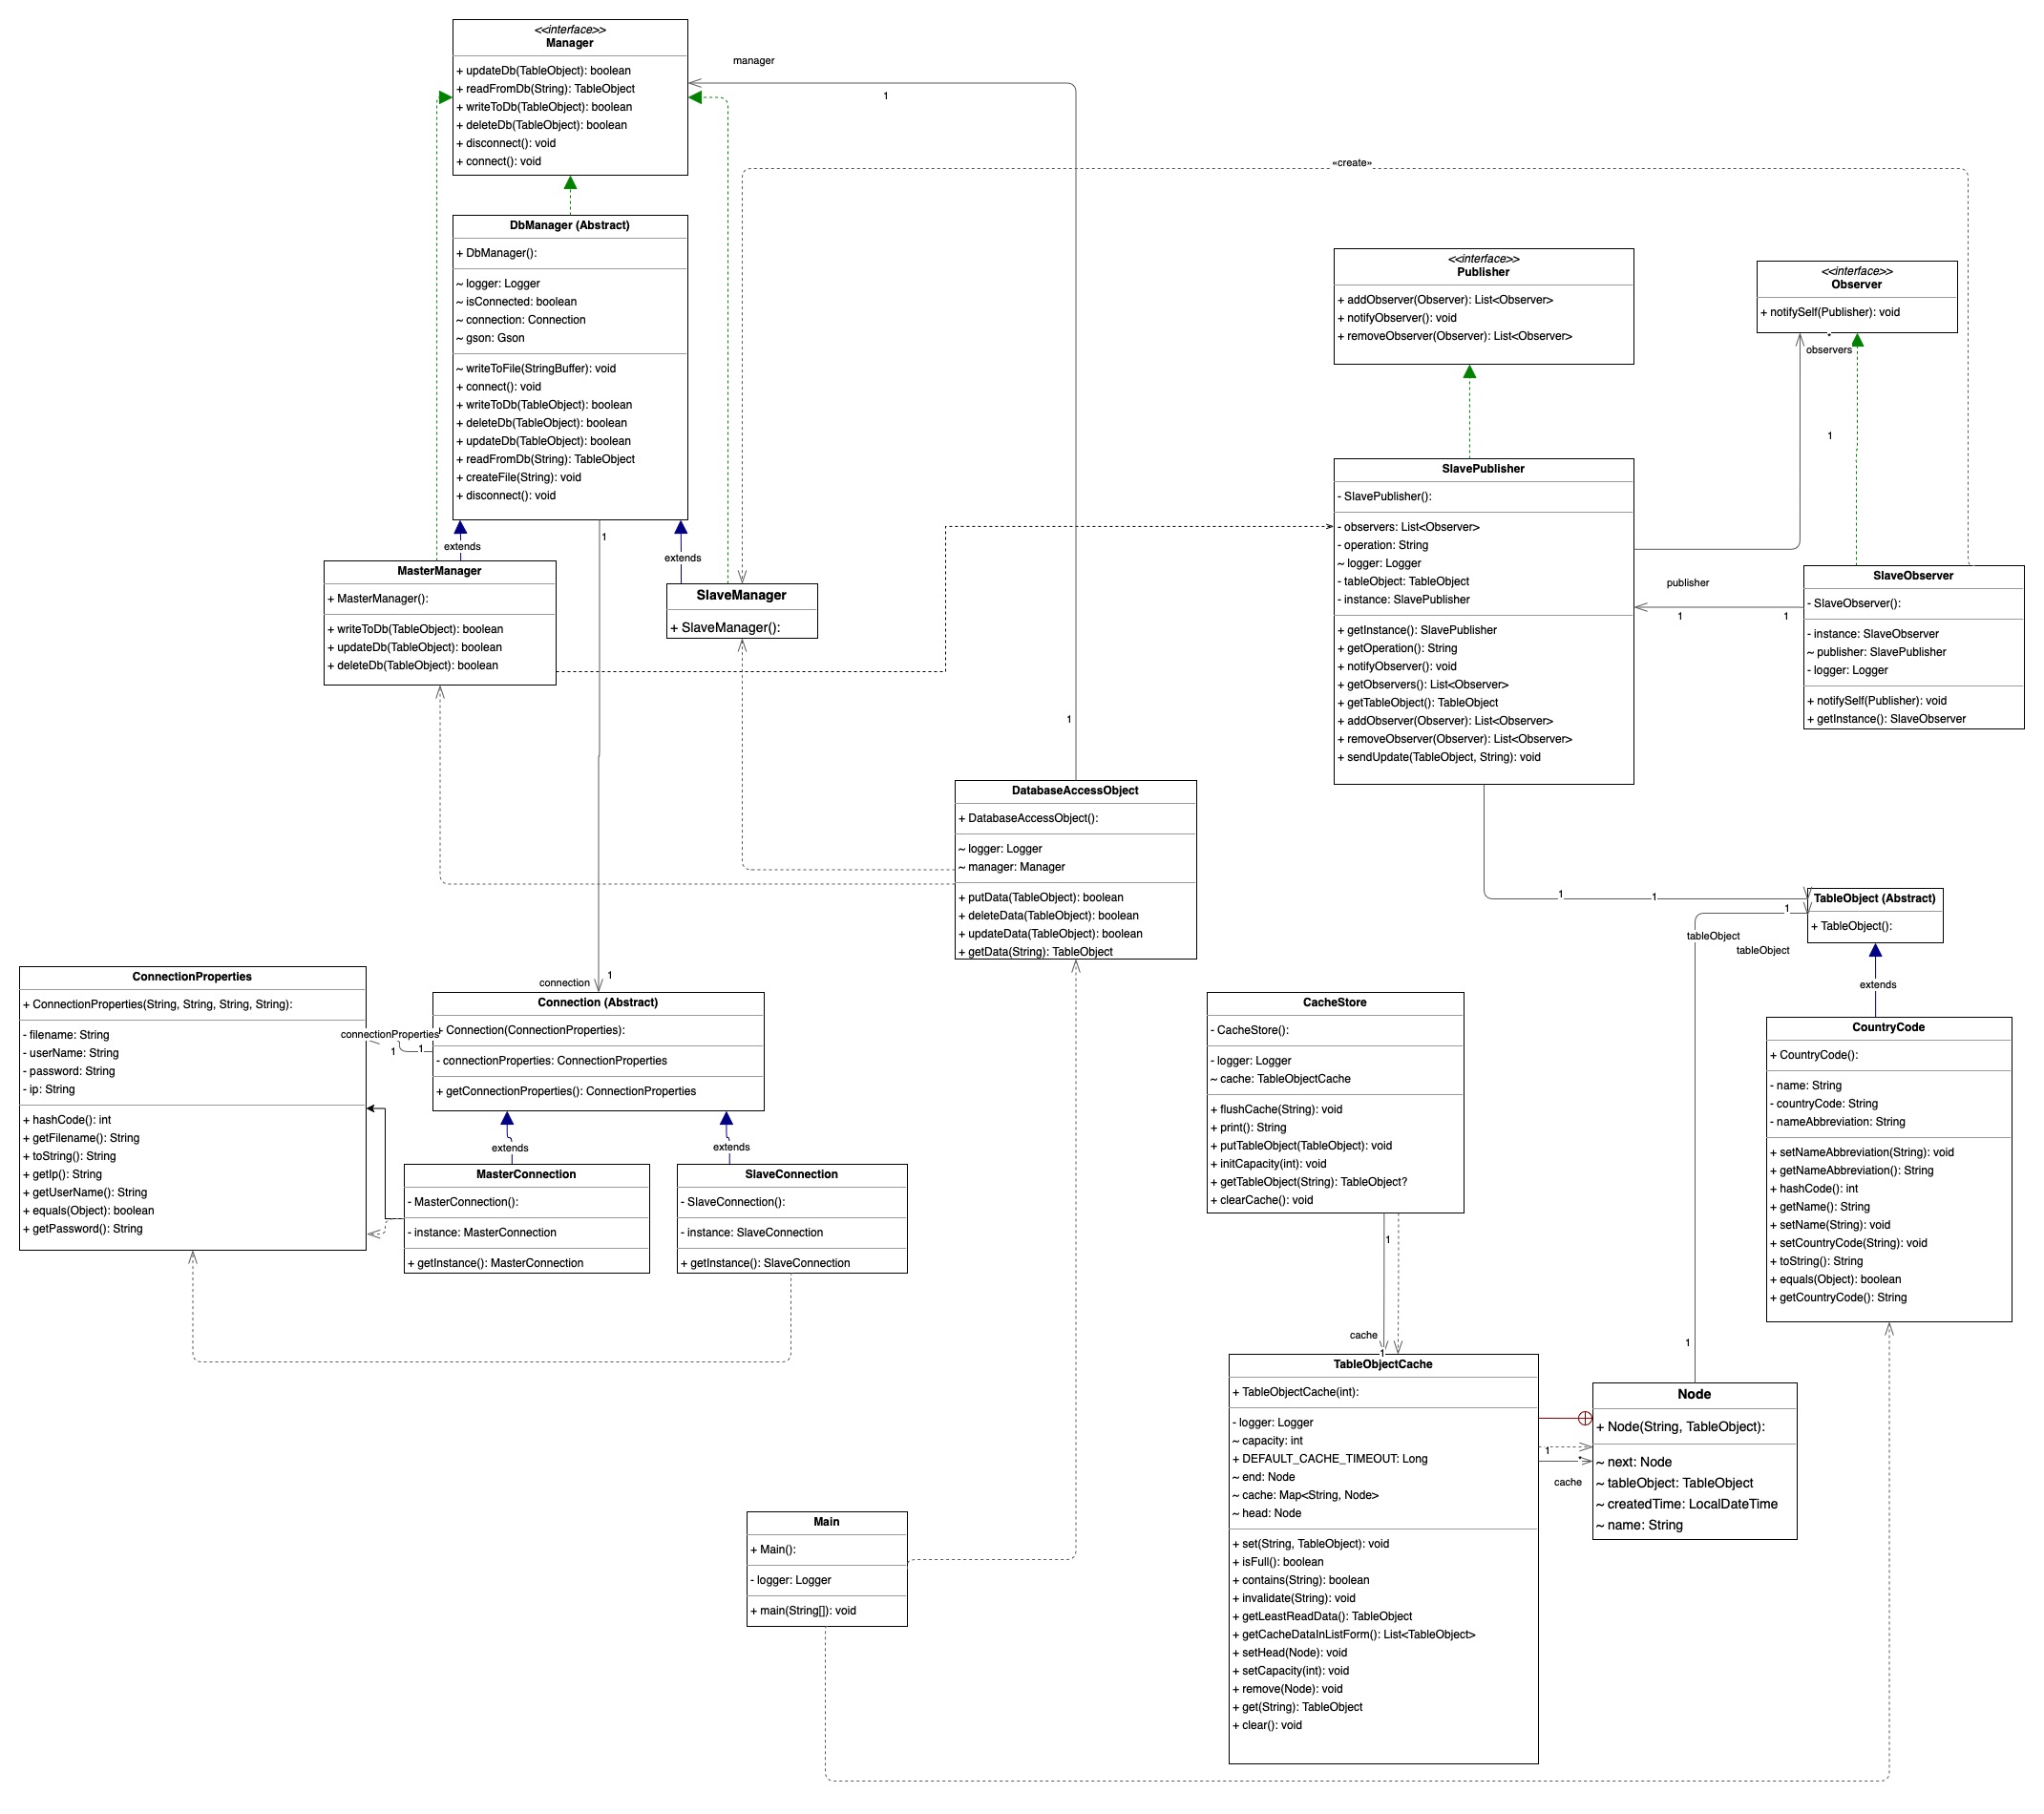 <<interface>>
Manager
+ updateDb(TableObject): boolean
+ readFromDb(String): TableObject
+ writeToDb(TableObject): boolean
+ deleteDb(TableObject): boolean
+ disconnect(): void
+ connect(): void
manager
1
«create»
DbManager (Abstract)
+ DbManager():
~ logger: Logger
~ isConnected: boolean
~ connection: Connection
~ gson: Gson
~ writeToFile(StringBuffer): void
+ connect(): void
+ writeToDb(TableObject): boolean
+ deleteDb(TableObject): boolean
+ updateDb(TableObject): boolean
+ readFromDb(String): TableObject
+ createFile(String): void
+ disconnect(): void
<<interface>>
Publisher
+ addObserver(Observer): List<Observer>
+ notifyObserver(): void
+ removeObserver(Observer): List<Observer>
<<interface>>
Observer
+ notifySelf(Publisher): void
*
observers
1
extends
1
extends
MasterManager
+ MasterManager():
+ writeToDb(TableObject): boolean
+ updateDb(TableObject): boolean
+ deleteDb(TableObject): boolean
SlaveManager
+ SlaveManager():
SlavePublisher
- SlavePublisher():
- observers: List<Observer>
- operation: String
~ logger: Logger
- tableObject: TableObject
- instance: SlavePublisher
+ getInstance(): SlavePublisher
+ getOperation(): String
+ notifyObserver(): void
+ getObservers(): List<Observer>
+ getTableObject(): TableObject
+ addObserver(Observer): List<Observer>
+ removeObserver(Observer): List<Observer>
+ sendUpdate(TableObject, String): void
publisher
1
1
SlaveObserver
- SlaveObserver():
- instance: SlaveObserver
~ publisher: SlavePublisher
- logger: Logger
+ notifySelf(Publisher): void
+ getInstance(): SlaveObserver
1
DatabaseAccessObject
+ DatabaseAccessObject():
~ logger: Logger
~ manager: Manager
+ putData(TableObject): boolean
+ deleteData(TableObject): boolean
+ updateData(TableObject): boolean
+ getData(String): TableObject
1
1
1
TableObject (Abstract)
+ TableObject():
tableObject
tableObject
extends
ConnectionProperties
+ ConnectionProperties(String, String, String, String):
- filename: String
- userName: String
- password: String
- ip: String
+ hashCode(): int
+ getFilename(): String
+ toString(): String
+ getIp(): String
+ getUserName(): String
+ equals(Object): boolean
+ getPassword(): String
connectionProperties
1
1
connection
1
Connection (Abstract)
+ Connection(ConnectionProperties):
- connectionProperties: ConnectionProperties
+ getConnectionProperties(): ConnectionProperties
extends
extends
MasterConnection
- MasterConnection():
- instance: MasterConnection
+ getInstance(): MasterConnection
SlaveConnection
- SlaveConnection():
- instance: SlaveConnection
+ getInstance(): SlaveConnection
CacheStore
- CacheStore():
- logger: Logger
~ cache: TableObjectCache
+ flushCache(String): void
+ print(): String
+ putTableObject(TableObject): void
+ initCapacity(int): void
+ getTableObject(String): TableObject?
+ clearCache(): void
CountryCode
+ CountryCode():
- name: String
- countryCode: String
- nameAbbreviation: String
+ setNameAbbreviation(String): void
+ getNameAbbreviation(): String
+ hashCode(): int
+ getName(): String
+ setName(String): void
+ setCountryCode(String): void
+ toString(): String
+ equals(Object): boolean
+ getCountryCode(): String
1
cache
1
1
TableObjectCache
+ TableObjectCache(int):
- logger: Logger
~ capacity: int
+ DEFAULT_CACHE_TIMEOUT: Long
~ end: Node
~ cache: Map<String, Node>
~ head: Node
+ set(String, TableObject): void
+ isFull(): boolean
+ contains(String): boolean
+ invalidate(String): void
+ getLeastReadData(): TableObject
+ getCacheDataInListForm(): List<TableObject>
+ setHead(Node): void
+ setCapacity(int): void
+ remove(Node): void
+ get(String): TableObject
+ clear(): void
1
*
cache
Node
+ Node(String, TableObject):
~ next: Node
~ tableObject: TableObject
~ createdTime: LocalDateTime
~ name: String
Main
+ Main():
- logger: Logger
+ main(String[]): void